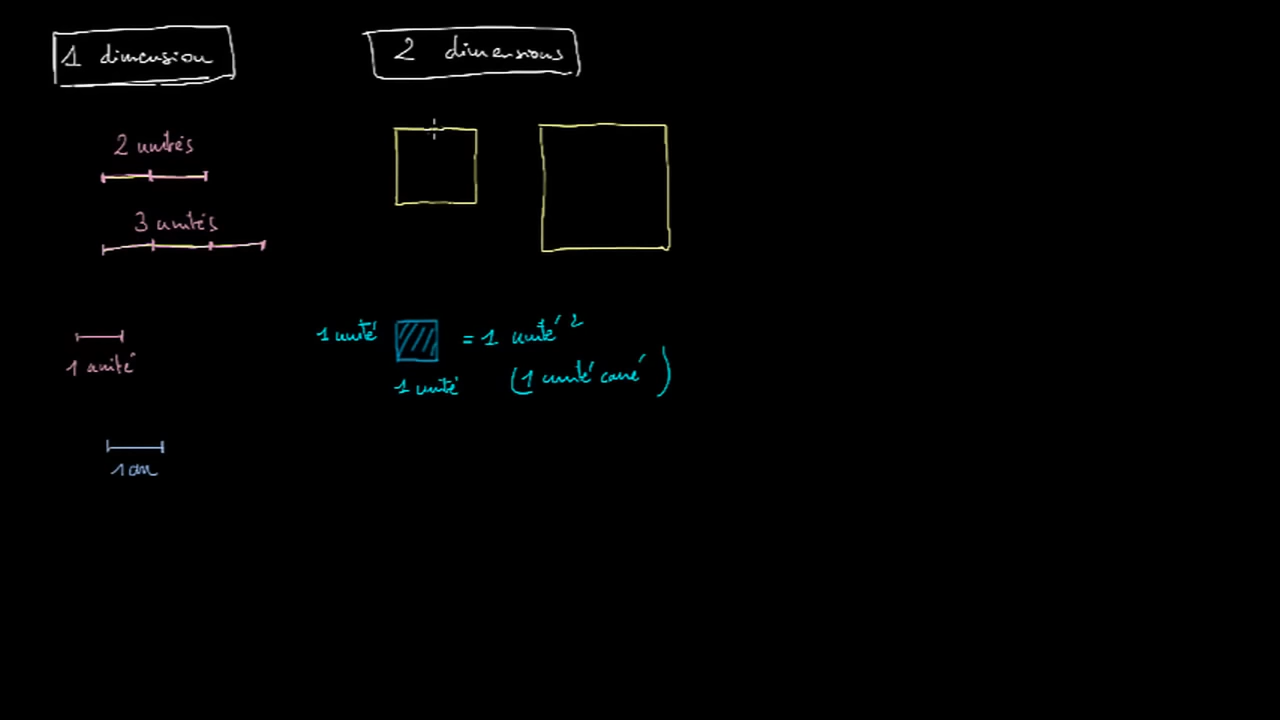 1 dimension
2 dimensions
2 unités
3 unités
1 unité
1 unité
= 1 unité²
1 unité
(1 unité carré)
1 cm